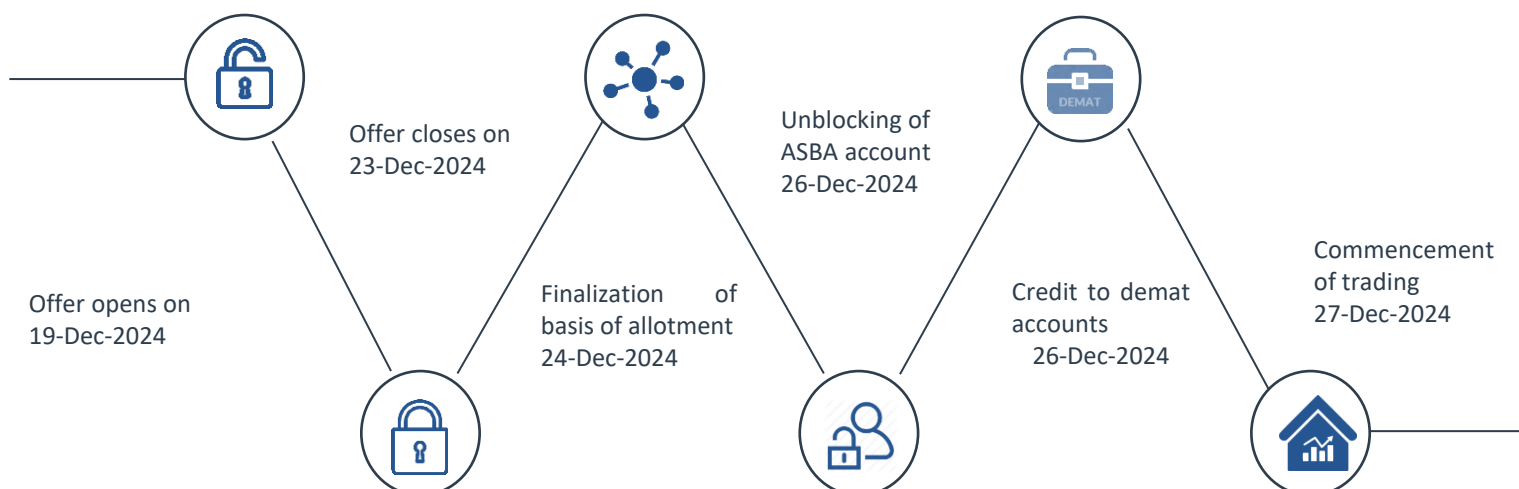 Offer opens on
19-Dec-2024
Offer closes on
23-Dec-2024
Finalization of
basis of allotment
24-Dec-2024
Unblocking of
ASBA account
26-Dec-2024
DEMAT
Credit to demat
accounts
26-Dec-2024
Commencement
of trading
27-Dec-2024